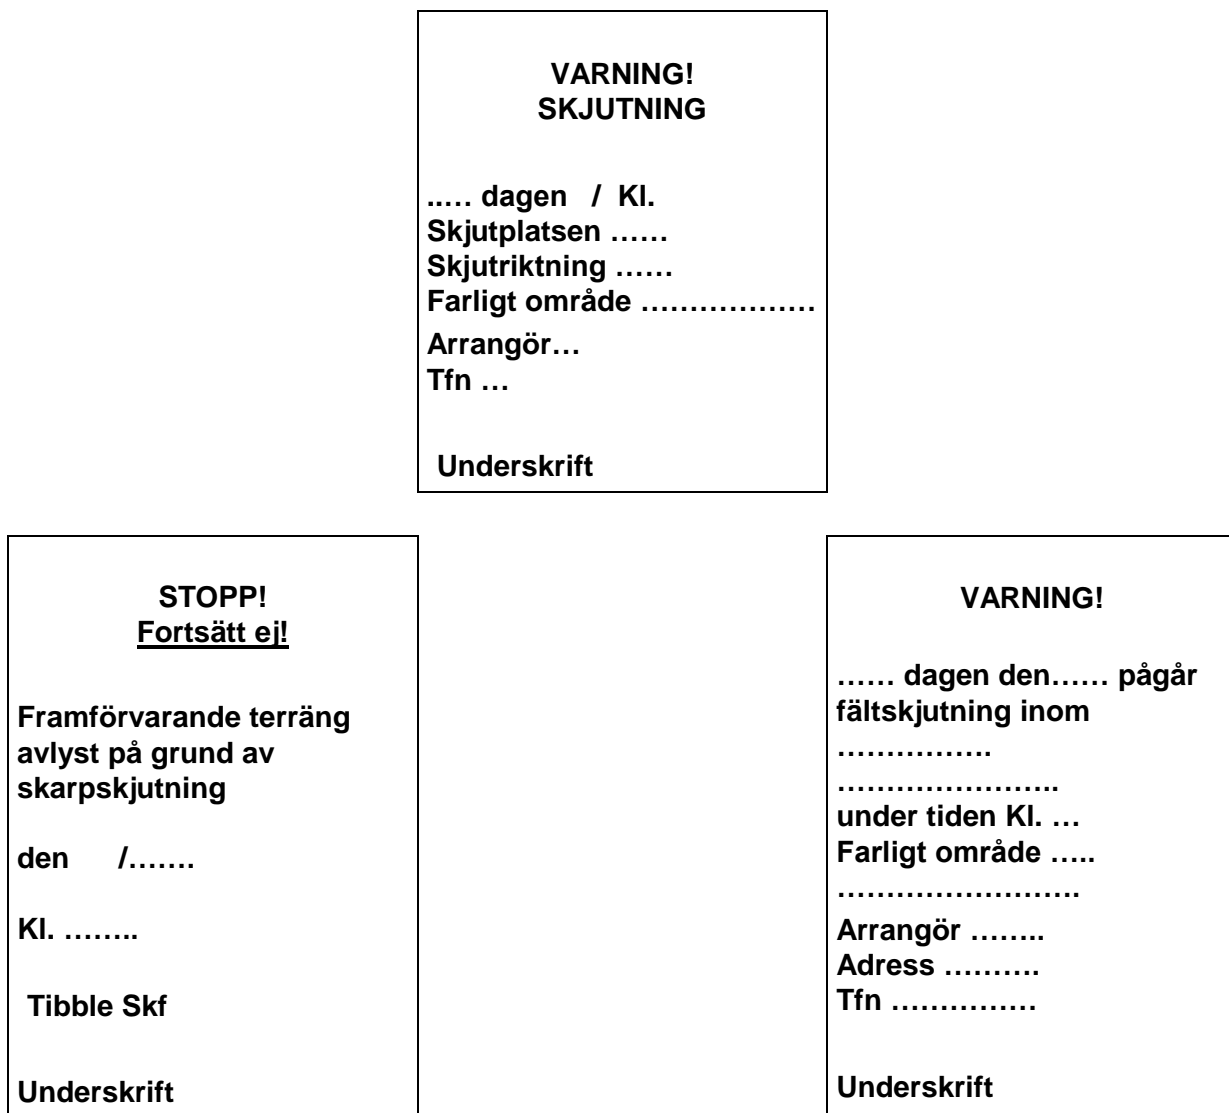 VARNING!
SKJUTNING
..… dagen / Kl.
Skjutplatsen ……
Skjutriktning ……
Farligt område ………………
Arrangör…
Tfn …
Underskrift
STOPP!
Fortsätt ej!
Framförvarande terräng
avlyst på grund av
skarpskjutning
den /…….
Kl. ……..
Tibble Skf
Underskrift
VARNING!
…… dagen den…… pågår
fältskjutning inom
…………….
…………………..
under tiden Kl. …
Farligt område …..
…………………….
Arrangör ……..
Adress ……….
Tfn ……………
Underskrift